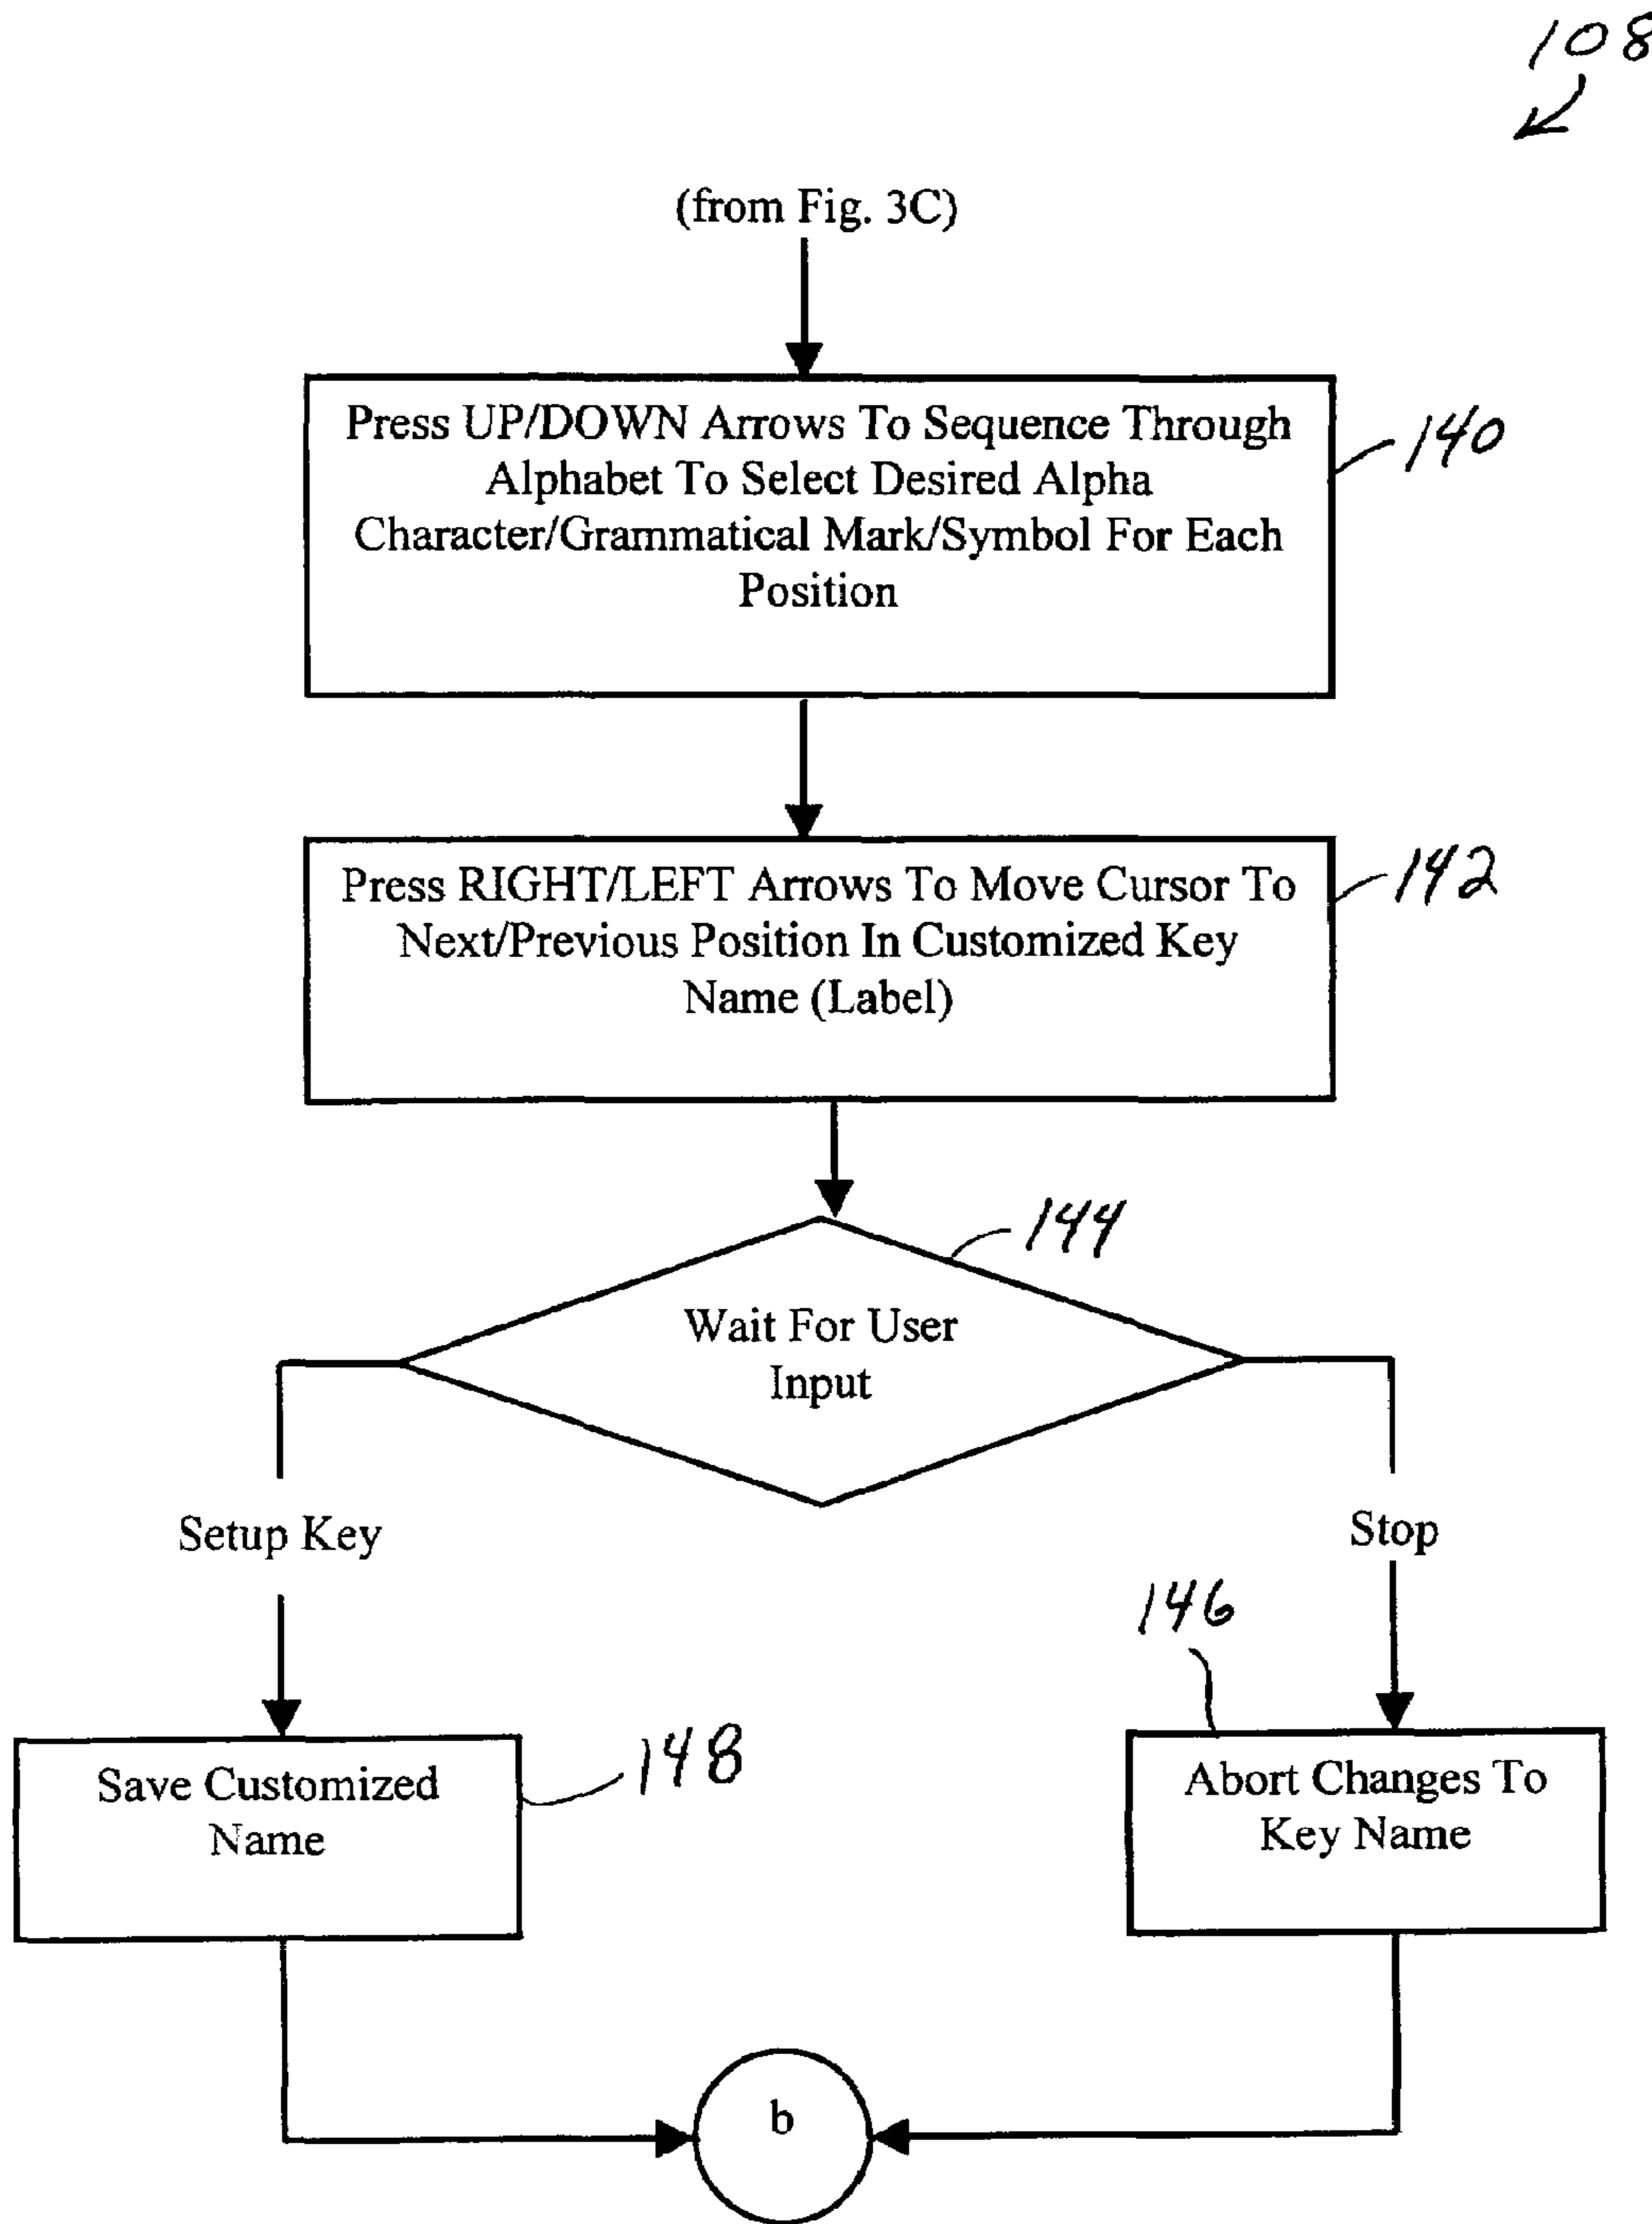 108
(from Fig. 3C)
Press UP/DOWN Arrows To Sequence Through
Alphabet To Select Desired Alpha
Character/Grammatical Mark/Symbol For Each
Position
140
Press RIGHT/LEFT Arrows To Move Cursor To
Next/Previous Position In Customized Key
Name (Label)
142
144
Wait For User
Input
Setup Key
Stop
146
Save Customized
Name
148
Abort Changes To
Key Name
b